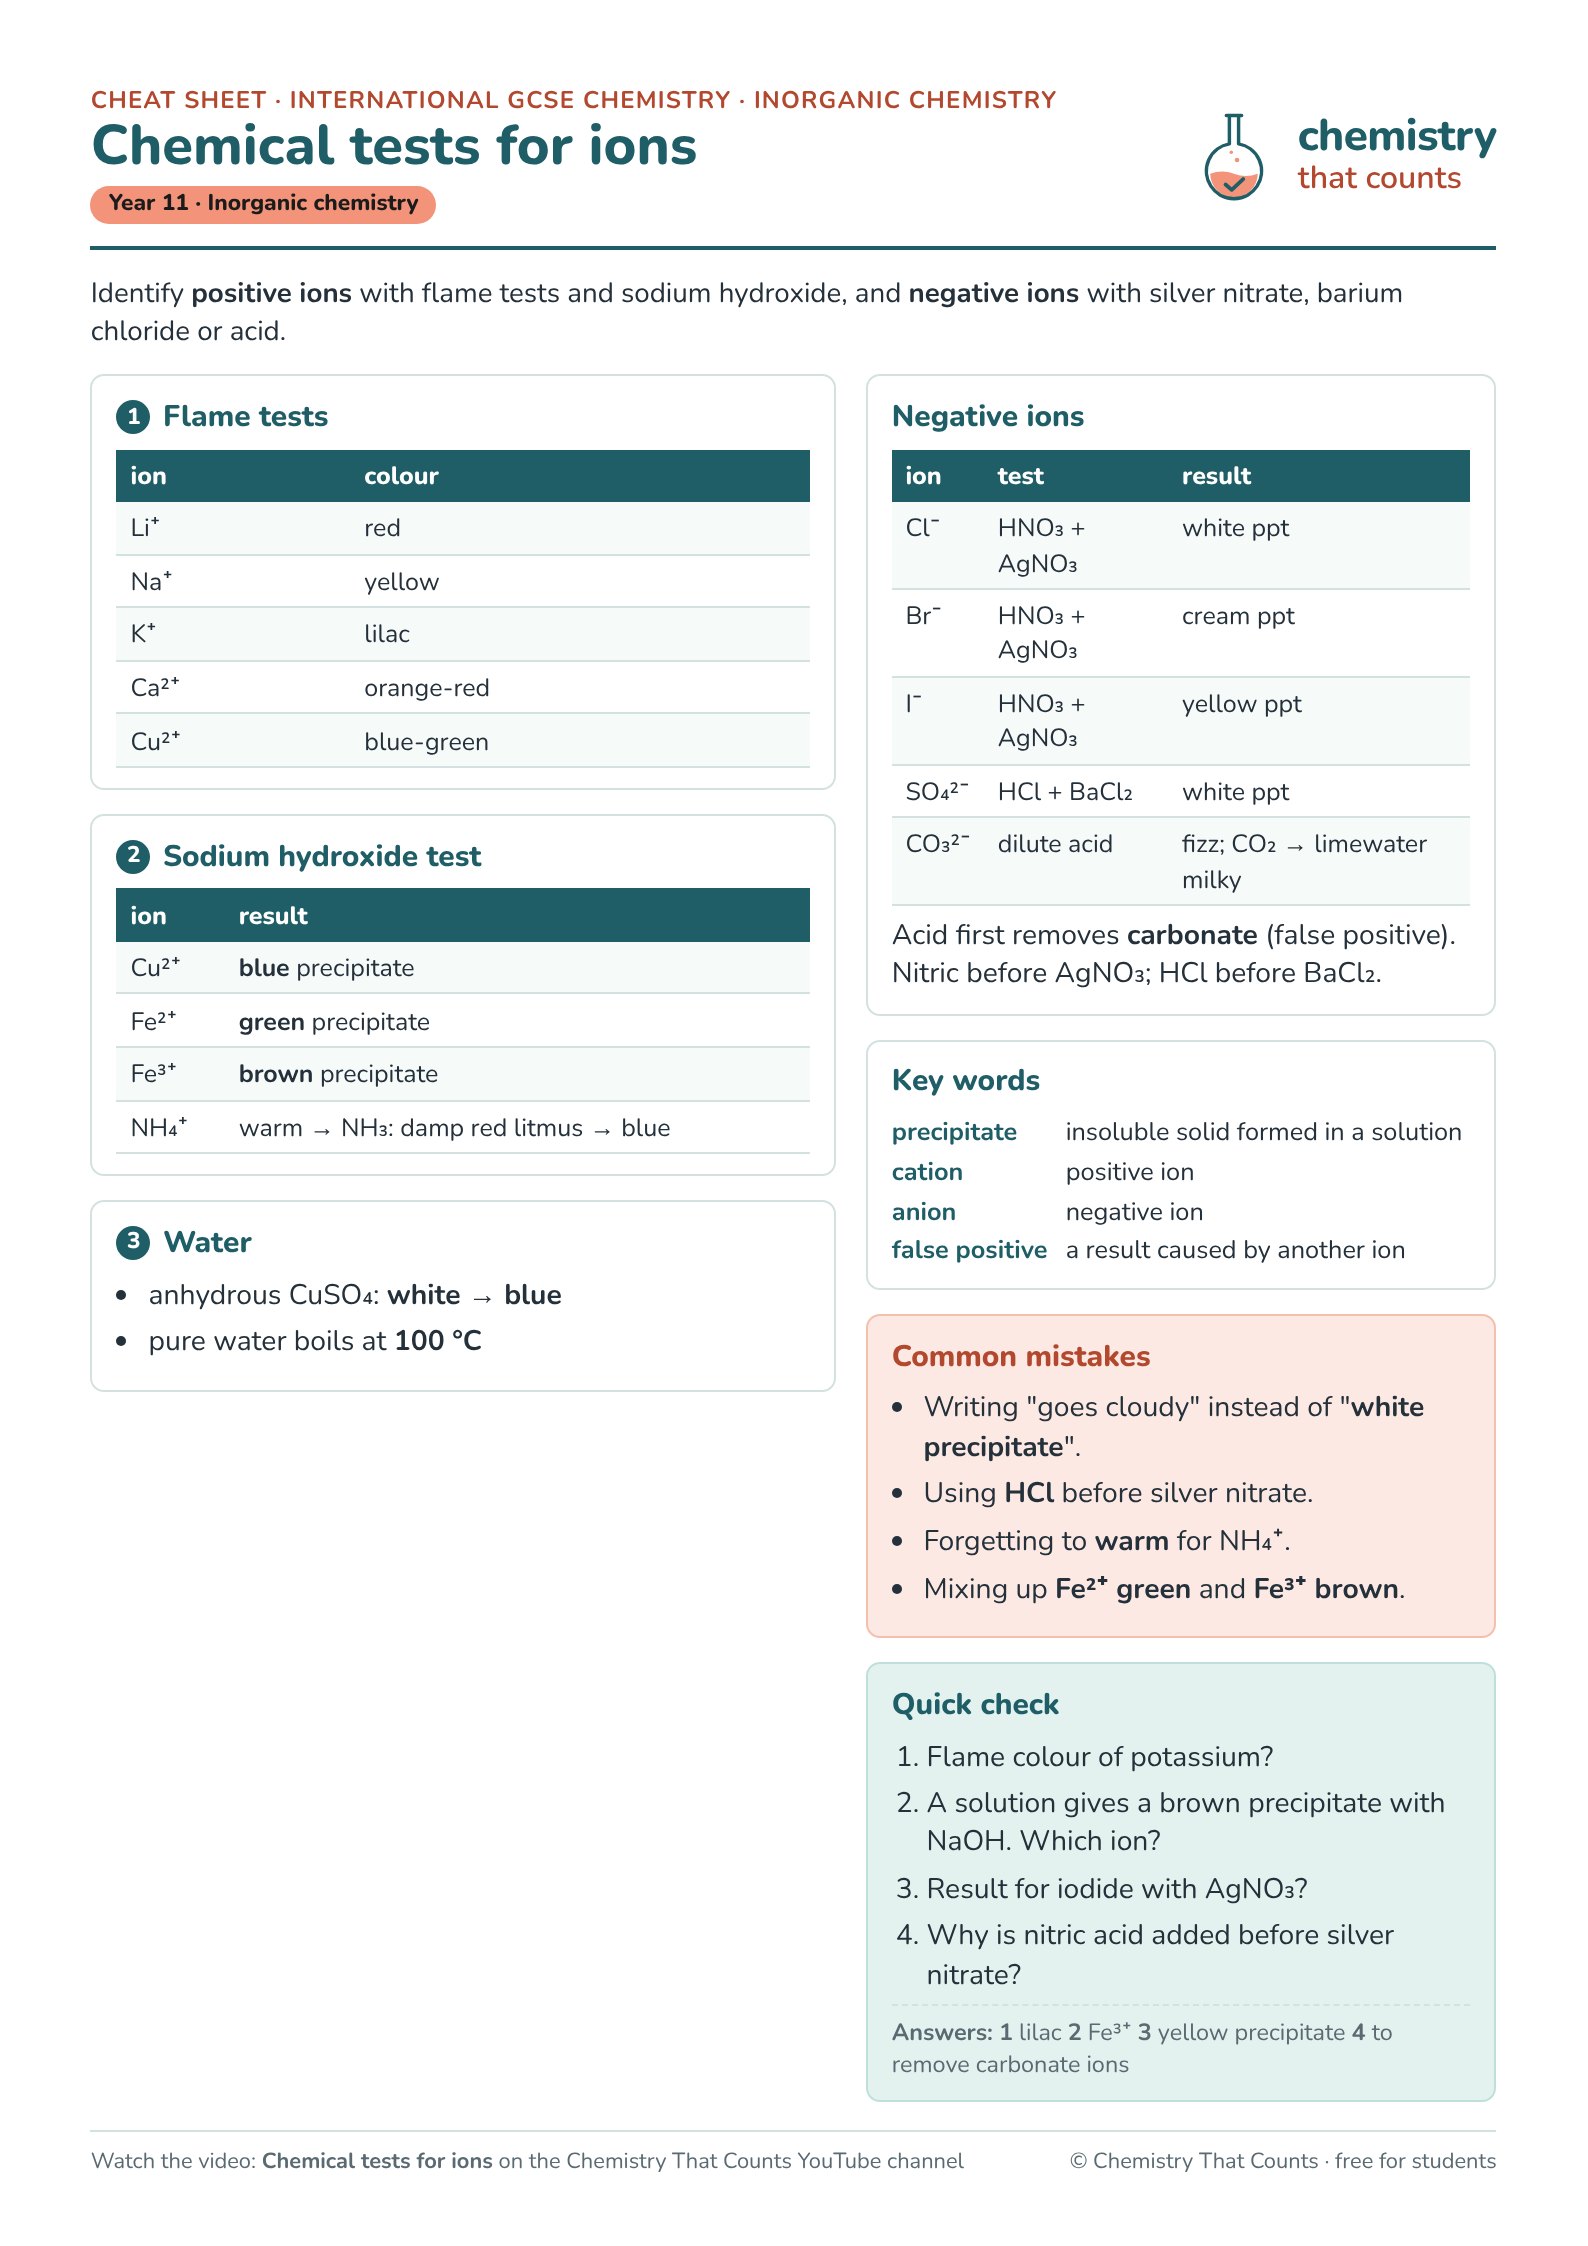 CHEAT SHEET · INTERNATIONAL GCSE CHEMISTRY · INORGANIC CHEMISTRY
Chemical tests for ions
Year 11 · Inorganic chemistry
chemistry
that counts
Identify positive ions with flame tests and sodium hydroxide, and negative ions with silver nitrate, barium
chloride or acid.
1 Flame tests
ion colour
Li⁺ red
Na⁺ yellow
K⁺ lilac
Ca²⁺ orange-red
Cu²⁺ blue-green
2 Sodium hydroxide test
ion result
Cu²⁺ blue precipitate
Fe²⁺ green precipitate
Fe³⁺ brown precipitate
NH₄⁺ warm → NH₃: damp red litmus → blue
3 Water
• anhydrous CuSO₄: white → blue
• pure water boils at 100 °C
Negative ions
ion test result
Cl⁻ HNO₃ + white ppt
AgNO₃
Br⁻ HNO₃ + cream ppt
AgNO₃
I⁻ HNO₃ + yellow ppt
AgNO₃
SO₄²⁻ HCl + BaCl₂ white ppt
CO₃²⁻ dilute acid fizz; CO₂ → limewater
milky
Acid first removes carbonate (false positive).
Nitric before AgNO₃; HCl before BaCl₂.
Key words
precipitate insoluble solid formed in a solution
cation positive ion
anion negative ion
false positive a result caused by another ion
Common mistakes
• Writing "goes cloudy" instead of "white
precipitate".
• Using HCl before silver nitrate.
• Forgetting to warm for NH₄⁺.
• Mixing up Fe²⁺ green and Fe³⁺ brown.
Quick check
1. Flame colour of potassium?
2. A solution gives a brown precipitate with
NaOH. Which ion?
3. Result for iodide with AgNO₃?
4. Why is nitric acid added before silver
nitrate?
Answers: 1 lilac 2 Fe³⁺ 3 yellow precipitate 4 to
remove carbonate ions
Watch the video: Chemical tests for ions on the Chemistry That Counts YouTube channel
© Chemistry That Counts · free for students